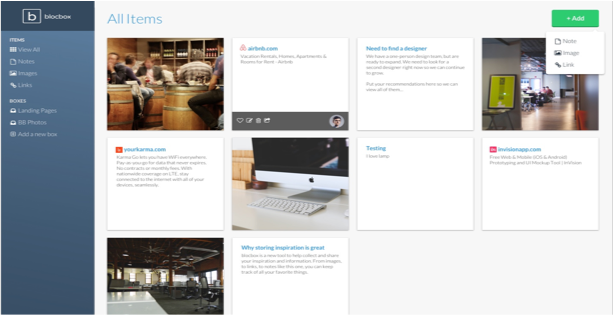 b blocbox
All Items
+ Add
ITEMS
View All
Notes
Images
Links
BOXES
Landing Pages
BB Photos
Add a new box
Note
Image
Link
airbnb.com
Vacation Rentals, Homes, Apartments &
Rooms for Rent - Airbnb
Need to find a designer
We have a one-person design team, but are
ready to expand. We need to look for a
second designer right now so we can continue
to grow.
Put your recommendations here so we can
view all of them...
yourkarma.com
Karma Go lets you have WiFi everywhere.
Pay-as-you-go for data that never expires.
No contracts or monthly fees. With
nationwide coverage on LTE, stay
connected to the internet with all of your
devices, seamlessly.
Testing
I love lamp
in invisionapp.com
Free Web & Mobile (iOS & Android)
Prototyping and UI Mockup Tool | InVision
Why storing inspiration is great
blocbox is a new tool to help collect and share
your inspiration and information. From images,
to links, to notes like this one, you can keep
track of all your favorite things.